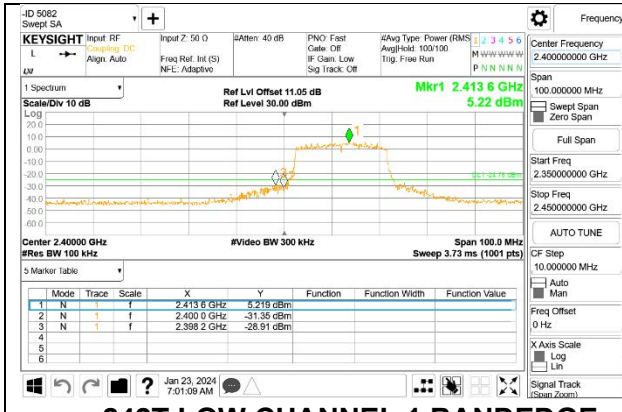 -ID 5082
Swept SA
+
Frequency
KEYSIGHT
L
Input: RF
Coupling: DC
Align: Auto
Input Z: 50 Ω
Freq Ref: Int (S)
NFE: Adaptive
#Atten: 40 dB
PNO: Fast
Gate: Off
IF Gain: Low
Sig Track: Off
#Avg Type: Power (RMS
Avg|Hold: 100/100
Trig: Free Run
1 2 3 4 5 6
M W W W W W
P N N N N N
Center Frequency
2.400000000 GHz
Span
100.000000 MHz
Swept Span
Zero Span
Full Span
Start Freq
2.350000000 GHz
Stop Freq
2.450000000 GHz
AUTO TUNE
CF Step
10.000000 MHz
Auto
Man
Freq Offset
0 Hz
X Axis Scale
Log
Lin
Signal Track
(Span Zoom)
1 Spectrum
Scale/Div 10 dB
Ref Lvl Offset 11.05 dB
Ref Level 30.00 dBm
Mkr1 2.413 6 GHz
5.22 dBm
Log
20.0
10.0
0.00
-10.0
-20.0
-30.0
-40.0
-50.0
-60.0
1
Center 2.40000 GHz
#Res BW 100 kHz
#Video BW 300 kHz
Span 100.0 MHz
Sweep 3.73 ms (1001 pts)
5 Marker Table
Mode Trace Scale X Y Function Function Width Function Value
1 N 1 f 2.413 6 GHz 5.219 dBm
2 N 1 f 2.400 0 GHz -31.35 dBm
3 N 1 f 2.398 2 GHz -28.91 dBm
4
5
6
?
Jan 23, 2024
7:01:09 AM